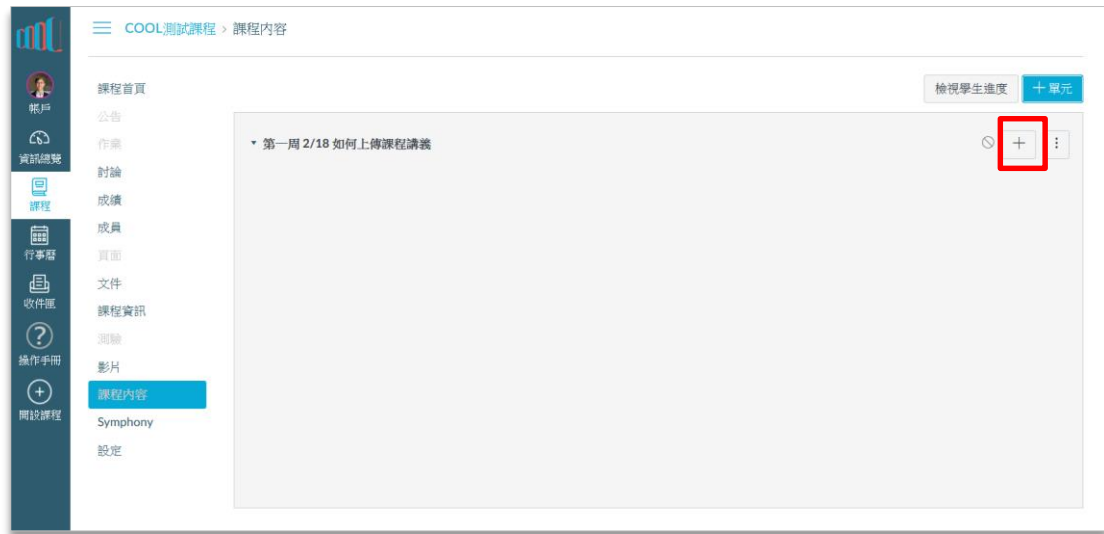 COOL
COOL測試課程 > 課程內容
帳戶
資訊總覽
課程
行事曆
收件匣
操作手冊
開設課程
課程首頁
公告
作業
討論
成績
成員
頁面
文件
課程資訊
測驗
影片
課程內容
Symphony
設定
檢視學生進度
＋單元
第一周 2/18 如何上傳課程講義